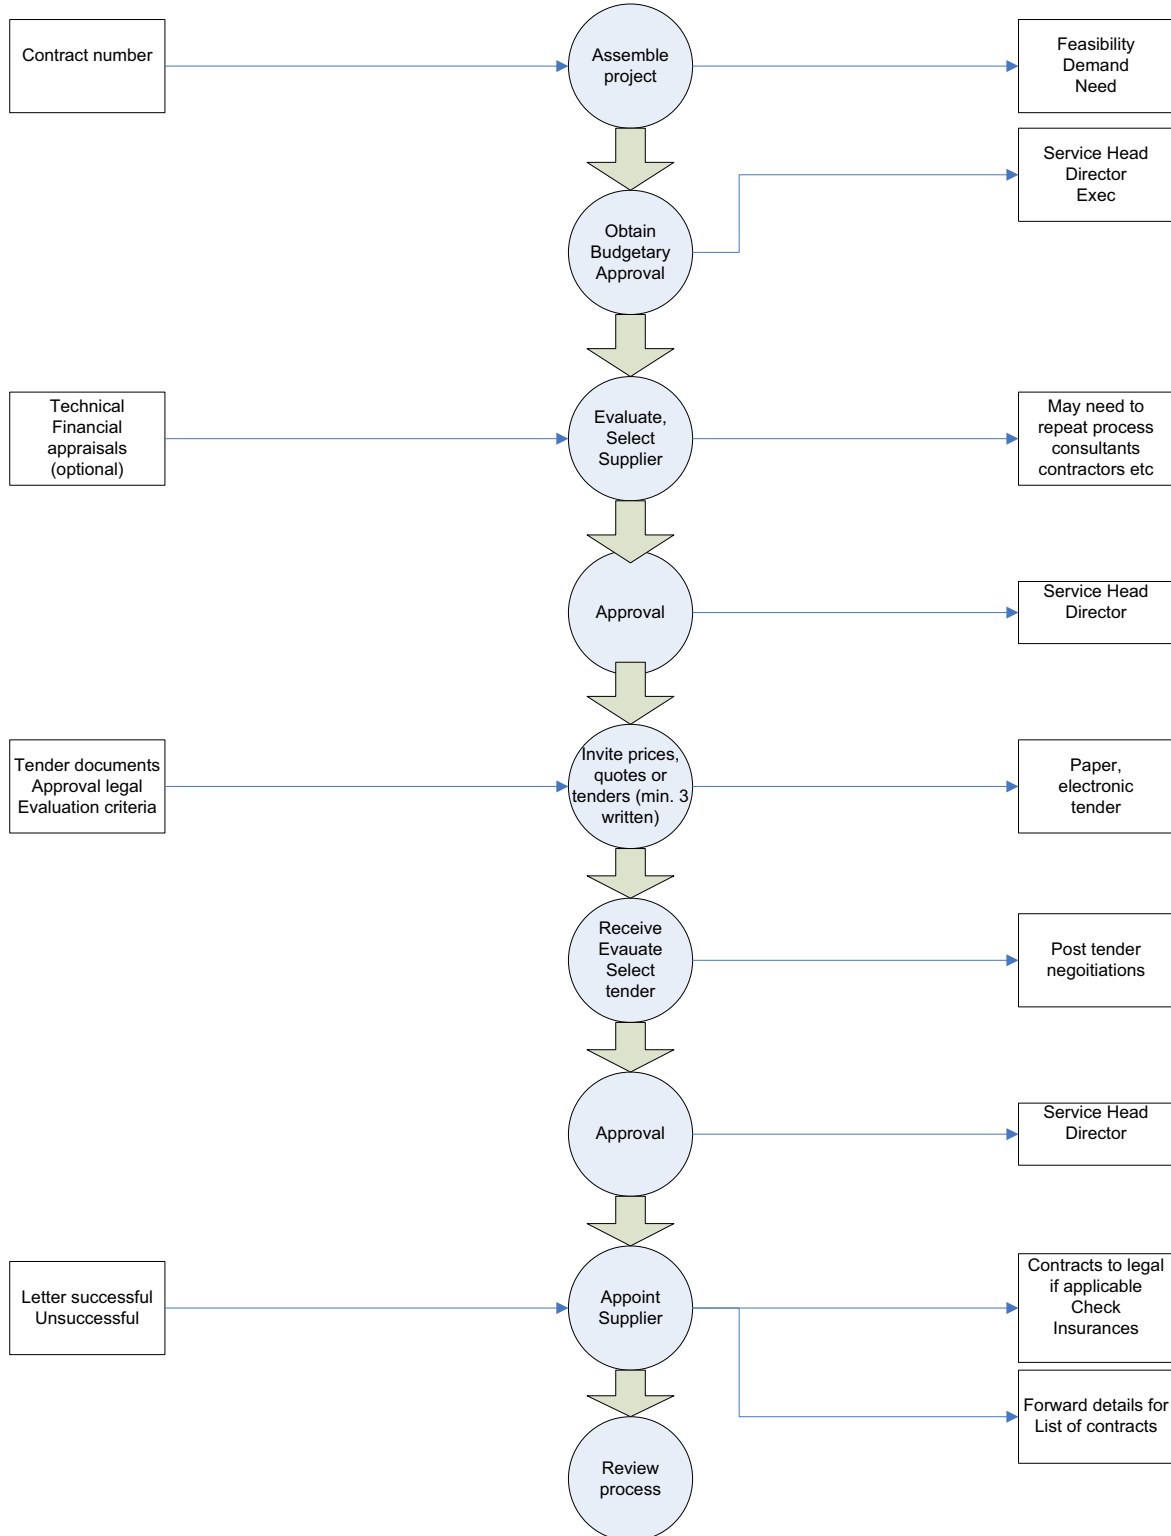 Contract number
Assemble
project
Feasibility
Demand
Need
Service Head
Director
Exec
Obtain
Budgetary
Approval
Technical
Financial
appraisals
(optional)
Evaluate,
Select
Supplier
May need to
repeat process
consultants
contractors etc
Approval
Service Head
Director
Tender documents
Approval legal
Evaluation criteria
Invite prices,
quotes or
tenders (min. 3
written)
Paper,
electronic
tender
Receive
Evauate
Select
tender
Post tender
negoitiations
Approval
Service Head
Director
Letter successful
Unsuccessful
Appoint
Supplier
Contracts to legal
if applicable
Check
Insurances
Forward details for
List of contracts
Review
process